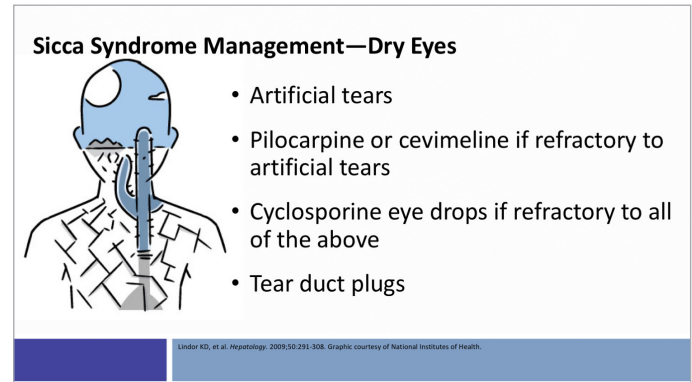 Sicca Syndrome Management—Dry Eyes
• Artificial tears
• Pilocarpine or cevimeline if refractory to
artificial tears
• Cyclosporine eye drops if refractory to all
of the above
• Tear duct plugs
Lindor KD, et al. Hepatology. 2009;50:291-308. Graphic courtesy of National Institutes of Health.